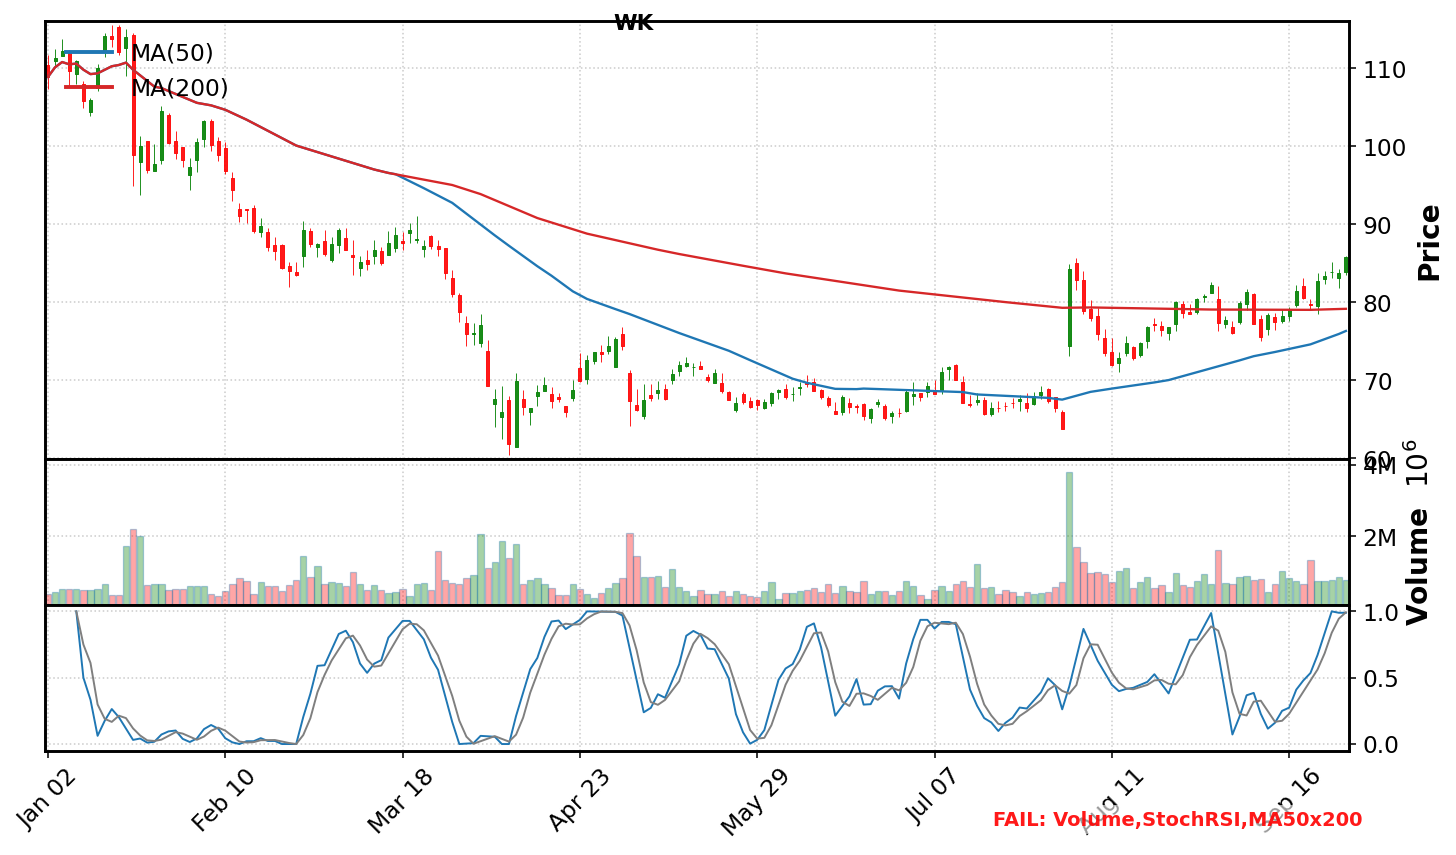 WK
MA(50)
MA(200)
110
100
90
80
70
60
Price
4M
2M
Volume 10^6
1.0
0.5
0.0
Jan 02
Feb 10
Mar 18
Apr 23
May 29
Jul 07
Aug 11
Sep 16
FAIL: Volume,StochRSI,MA50x200